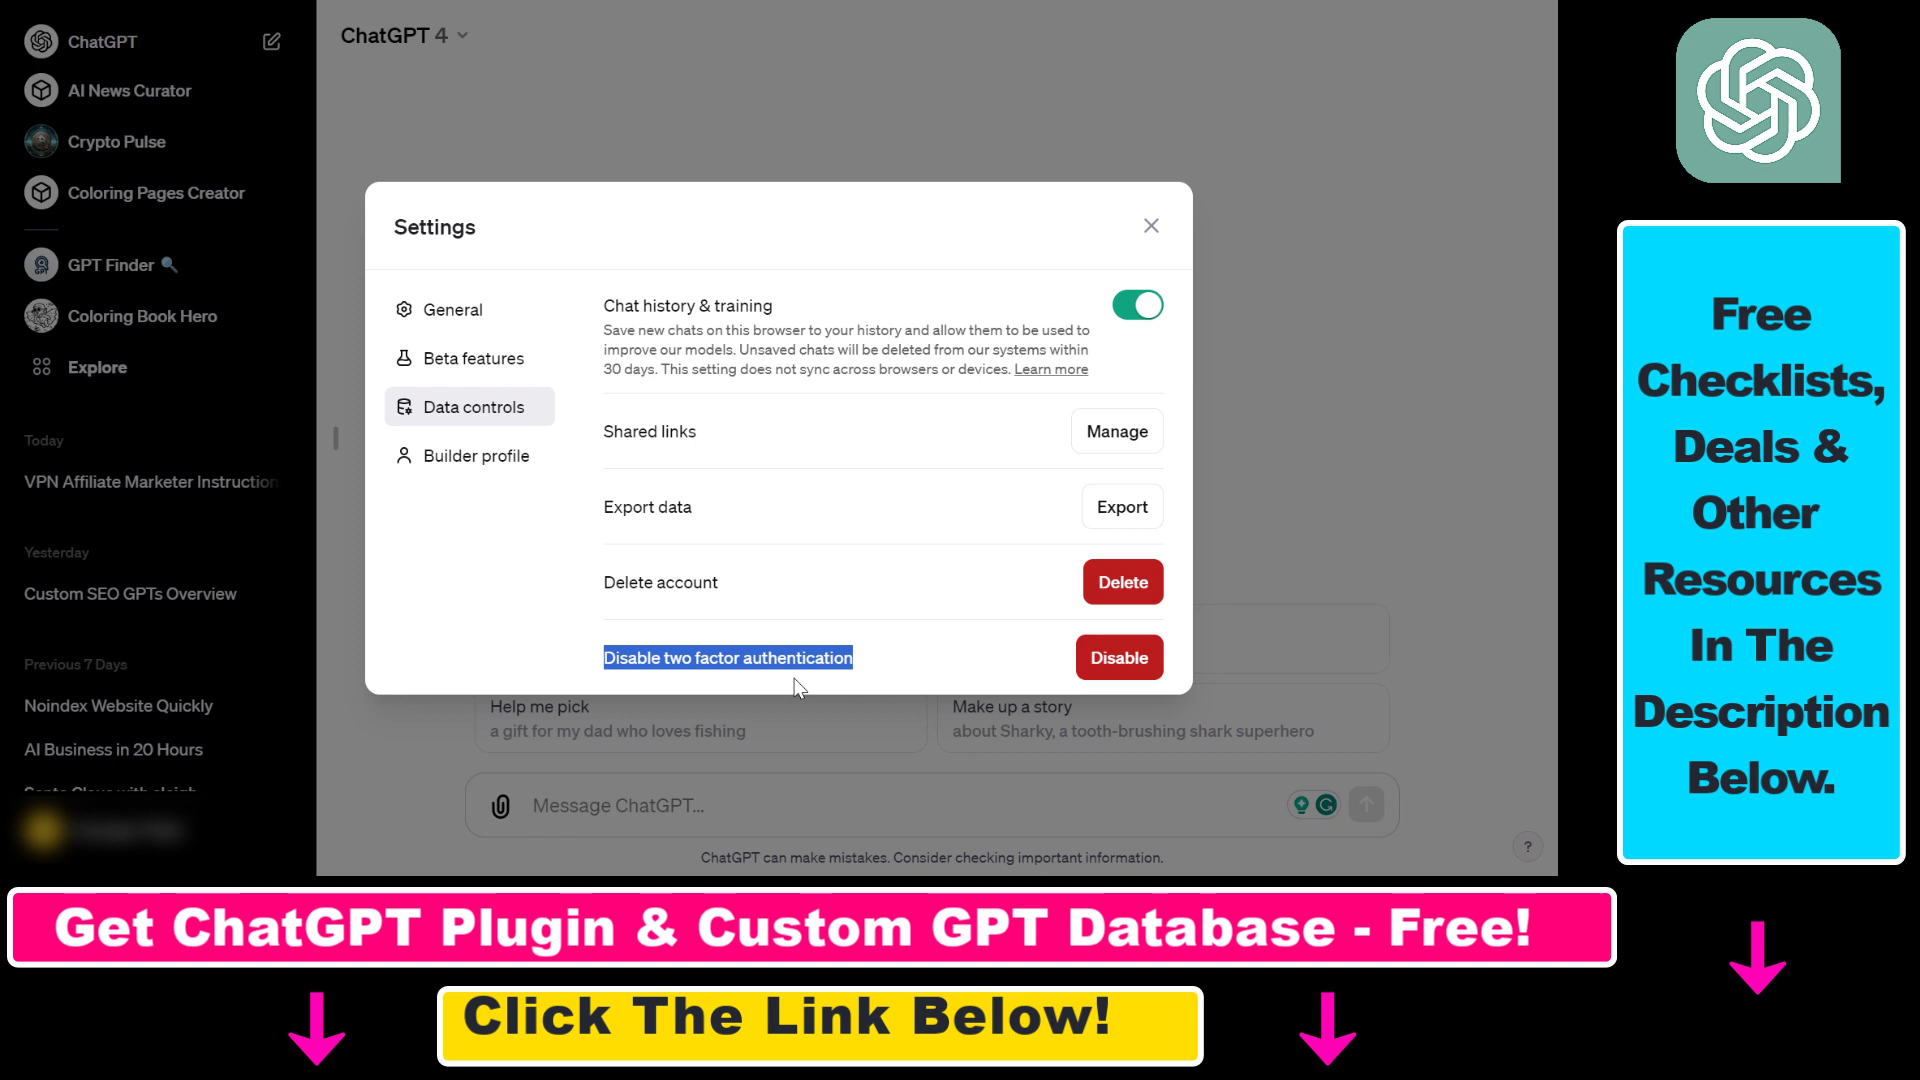 ChatGPT
AI News Curator
Crypto Pulse
Coloring Pages Creator
GPT Finder
Coloring Book Hero
Explore
Today
VPN Affiliate Marketer Instruction
Yesterday
Custom SEO GPTs Overview
Previous 7 Days
Noindex Website Quickly
AI Business in 20 Hours
ChatGPT 4
Settings
General
Beta features
Data controls
Builder profile
Chat history & training
Save new chats on this browser to your history and allow them to be used to
improve our models. Unsaved chats will be deleted from our systems within
30 days. This setting does not sync across browsers or devices. Learn more
Shared links
Manage
Export data
Export
Delete account
Delete
Disable two factor authentication
Disable
Help me pick
a gift for my dad who loves fishing
Make up a story
about Sharky, a tooth-brushing shark superhero
Message ChatGPT...
ChatGPT can make mistakes. Consider checking important information.
?
Free
Checklists,
Deals &
Other
Resources
In The
Description
Below.
Get ChatGPT Plugin & Custom GPT Database - Free!
Click The Link Below!